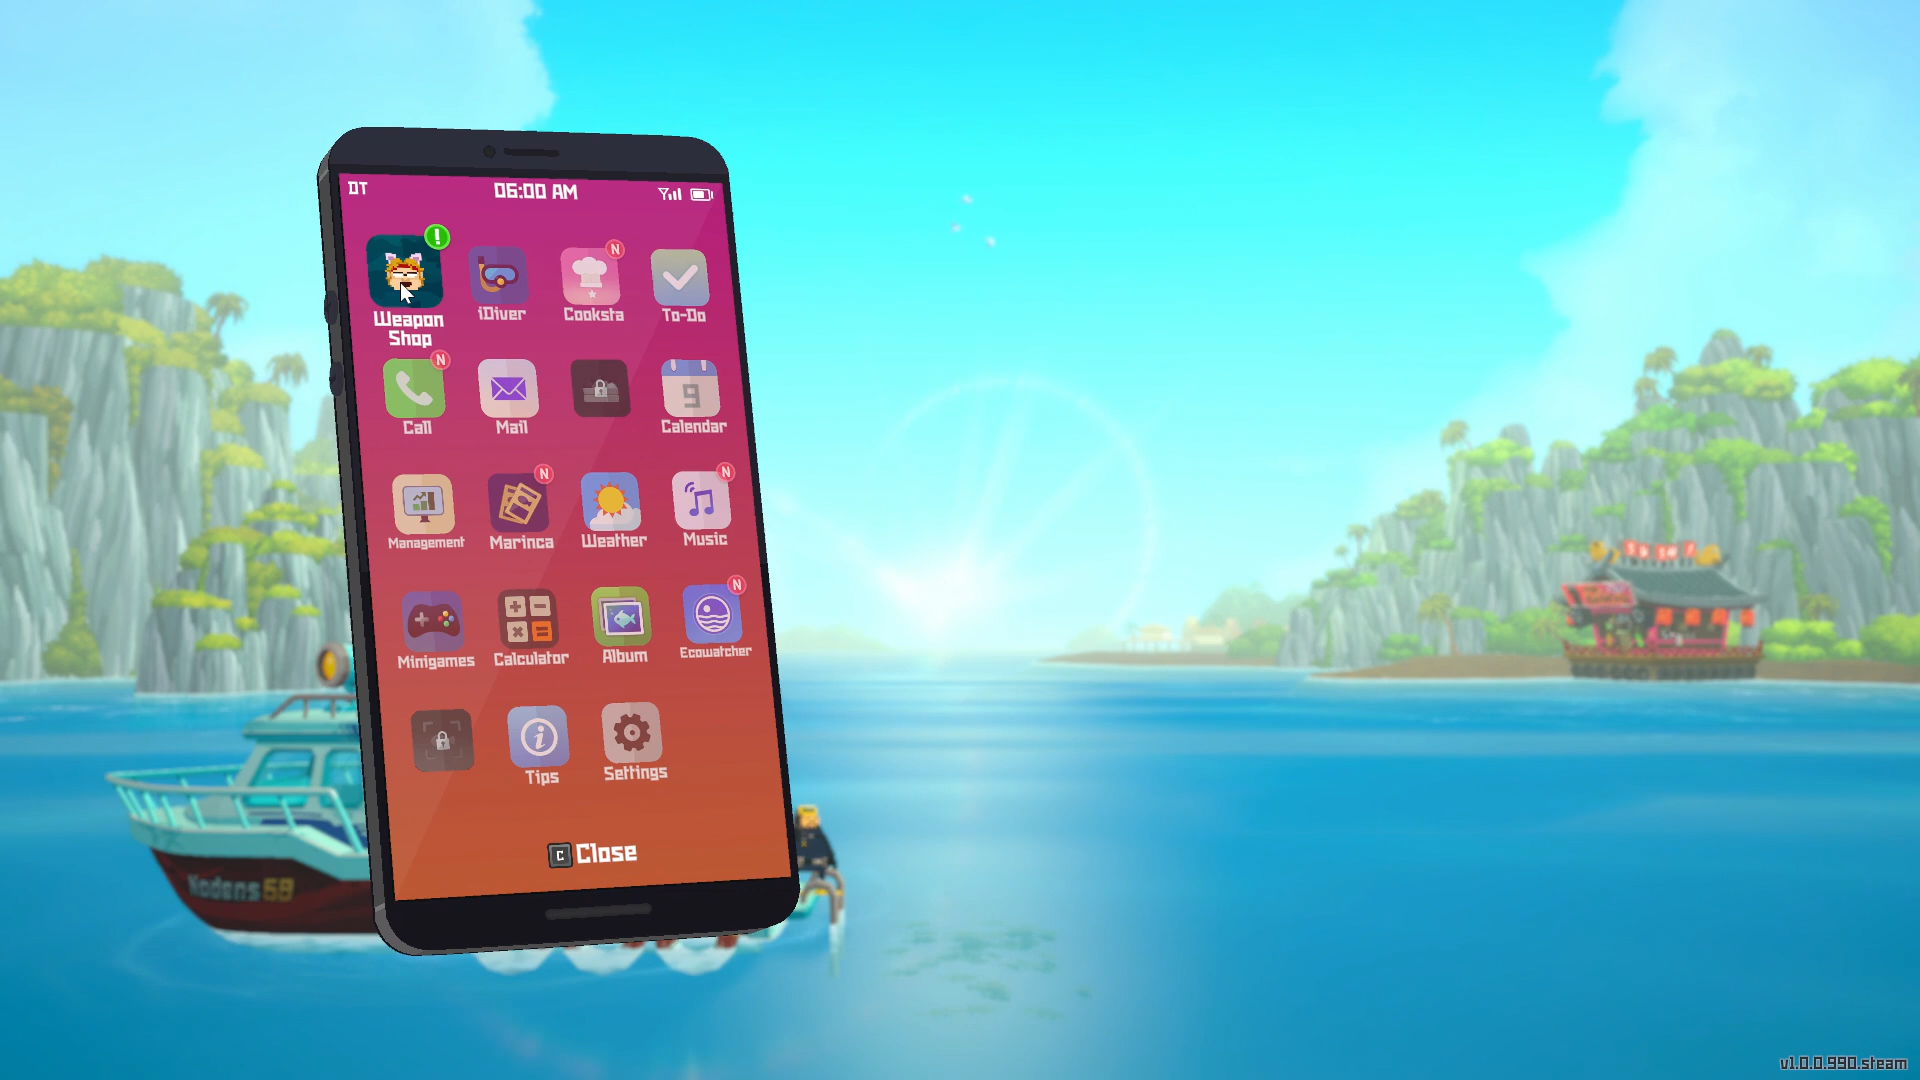 DT
06:00 AM
!
N
Weapon
Shop
iDiver
Cooksta
To-Do
N
9
Call
Mail
Calendar
N
N
Management
Marinca
Weather
Music
N
Minigames
Calculator
Album
Ecowatcher
i
Tips
Settings
C Close
Nodens 69
v1.0.0.990.steam